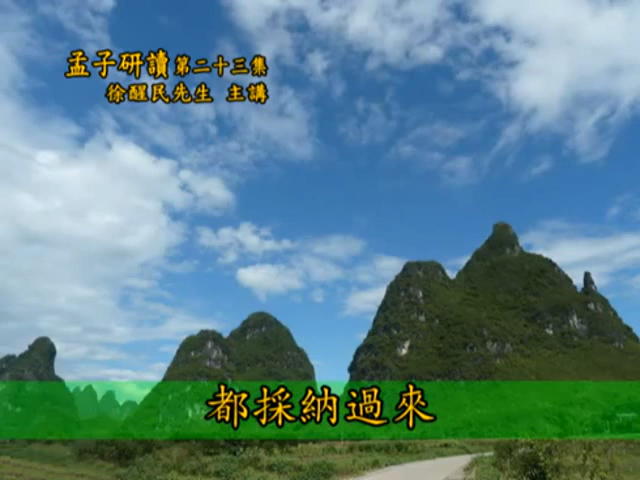 孟子研讀 第二十三集
徐醒民先生 主講
都採納過來